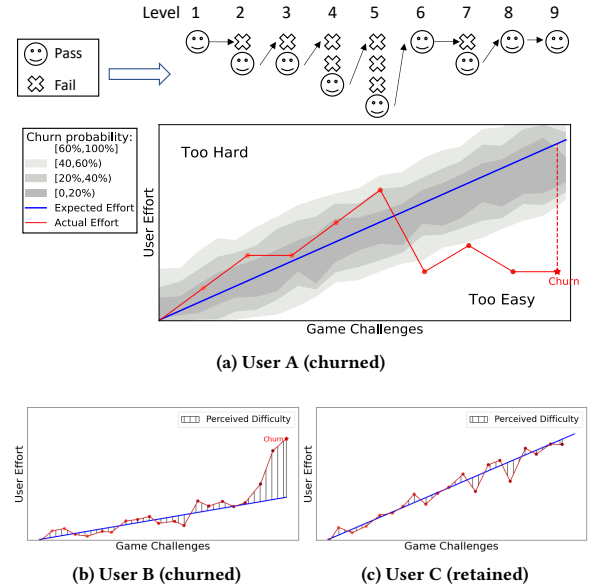 Level 1 2 3 4 5 6 7 8 9
Pass
Fail
Churn probability:
[60%,100%]
[40,60%)
[20%,40%)
[0,20%)
Expected Effort
Actual Effort
Too Hard
User Effort
Too Easy
Churn
Game Challenges
(a) User A (churned)
Perceived Difficulty
Churn
User Effort
Game Challenges
(b) User B (churned)
Perceived Difficulty
User Effort
Game Challenges
(c) User C (retained)